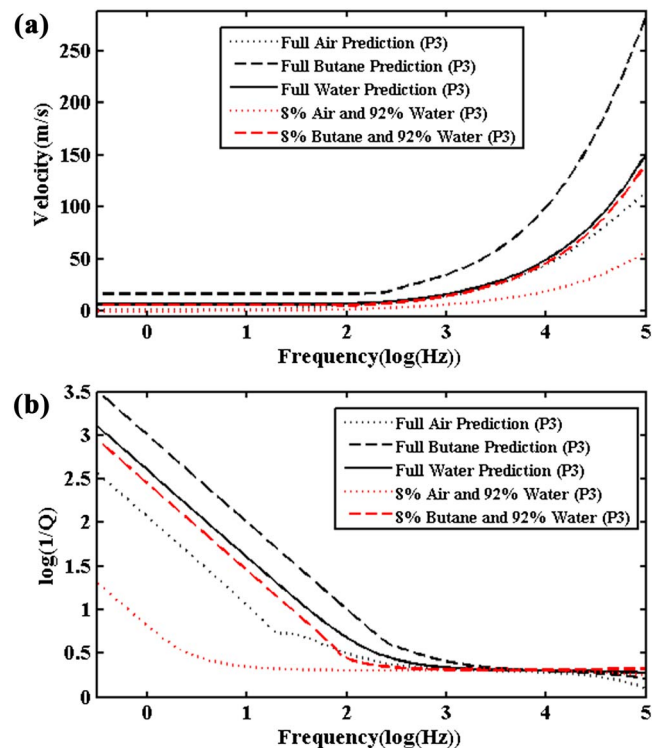 (a)
250
200
150
100
50
0
Velocity(m/s)
Full Air Prediction (P3)
Full Butane Prediction (P3)
Full Water Prediction (P3)
8% Air and 92% Water (P3)
8% Butane and 92% Water (P3)
0 1 2 3 4 5
Frequency(log(Hz))
(b)
3.5
3
2.5
2
1.5
1
0.5
0
log(1/Q)
Full Air Prediction (P3)
Full Butane Prediction (P3)
Full Water Prediction (P3)
8% Air and 92% Water (P3)
8% Butane and 92% Water (P3)
0 1 2 3 4 5
Frequency(log(Hz))